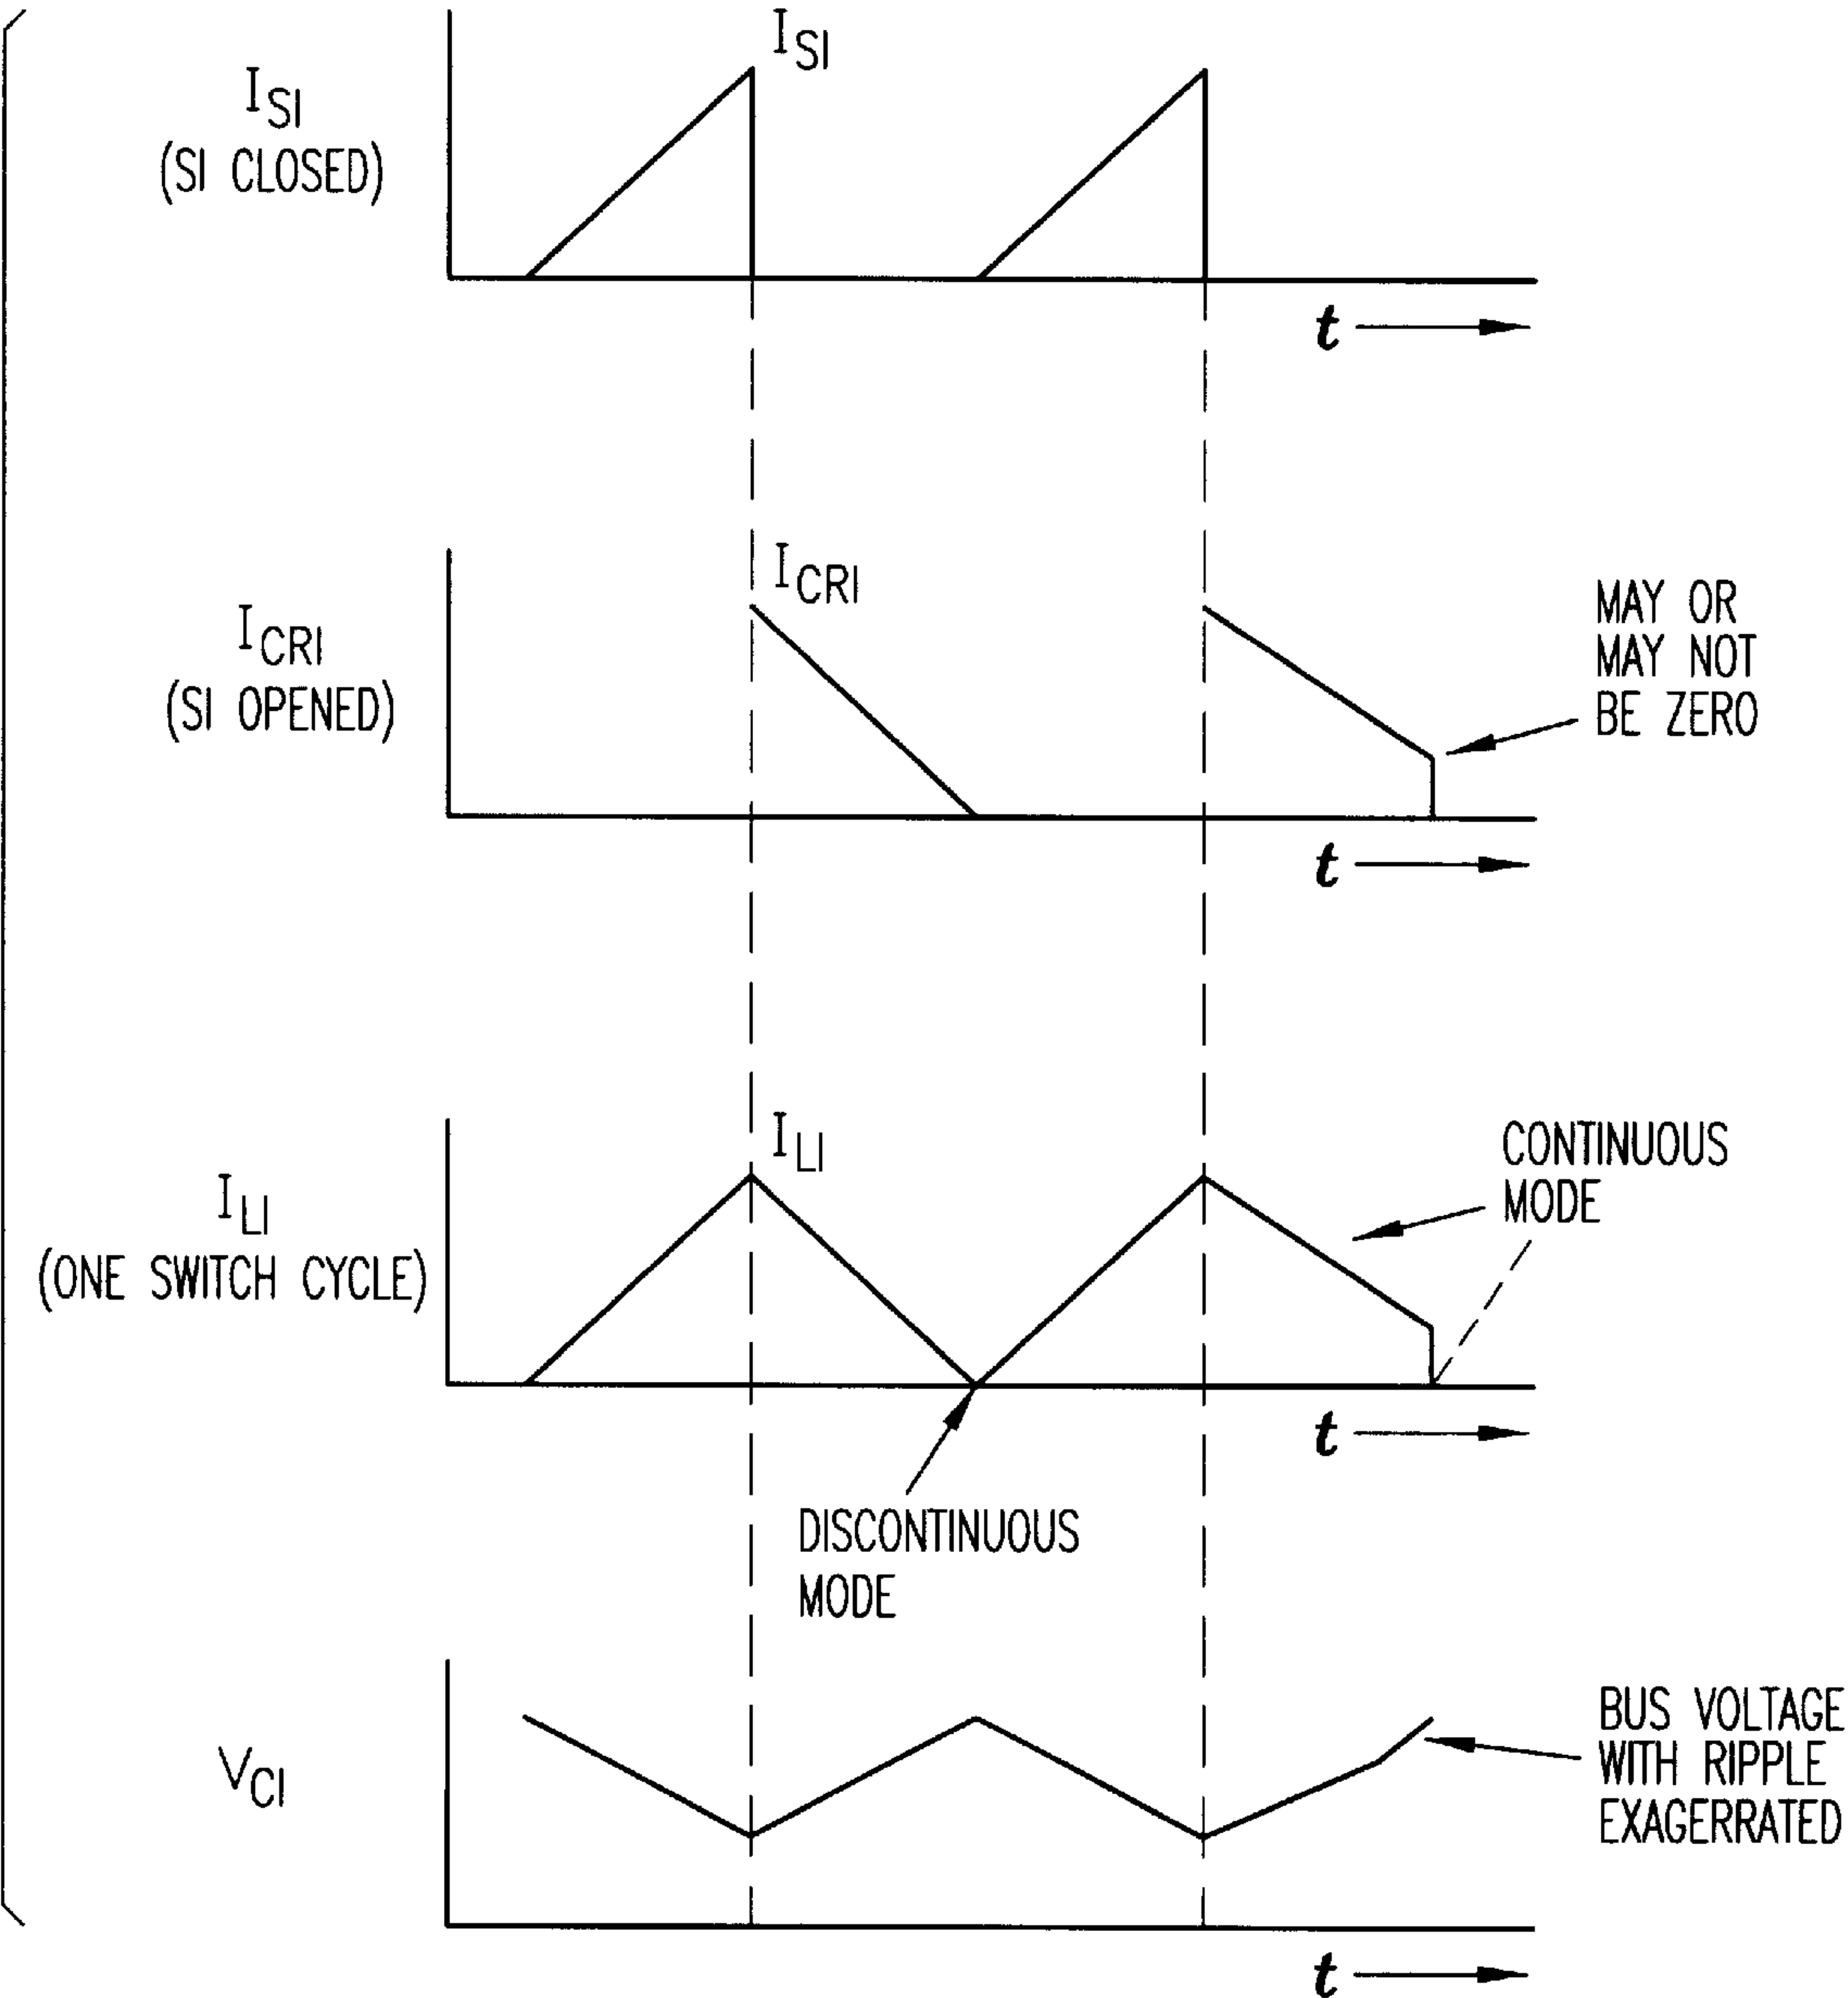 I_SI
I_SI
(SI CLOSED)
t
I_CRI
I_CRI
(SI OPENED)
MAY OR
MAY NOT
BE ZERO
t
I_LI
I_LI
(ONE SWITCH CYCLE)
CONTINUOUS
MODE
t
DISCONTINUOUS
MODE
V_CI
BUS VOLTAGE
WITH RIPPLE
EXAGERRATED
t